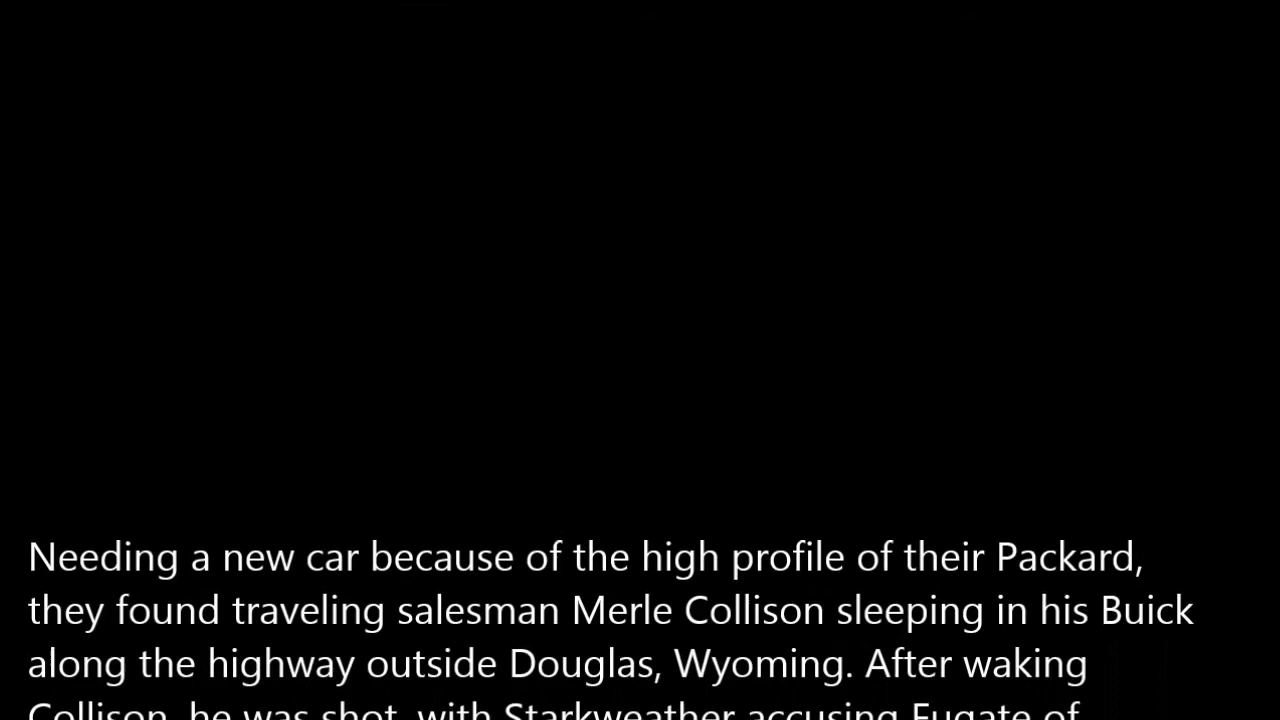 Needing a new car because of the high profile of their Packard,
they found traveling salesman Merle Collison sleeping in his Buick
along the highway outside Douglas, Wyoming. After waking
Collison, he was shot, with Starkweather accusing Fugate of